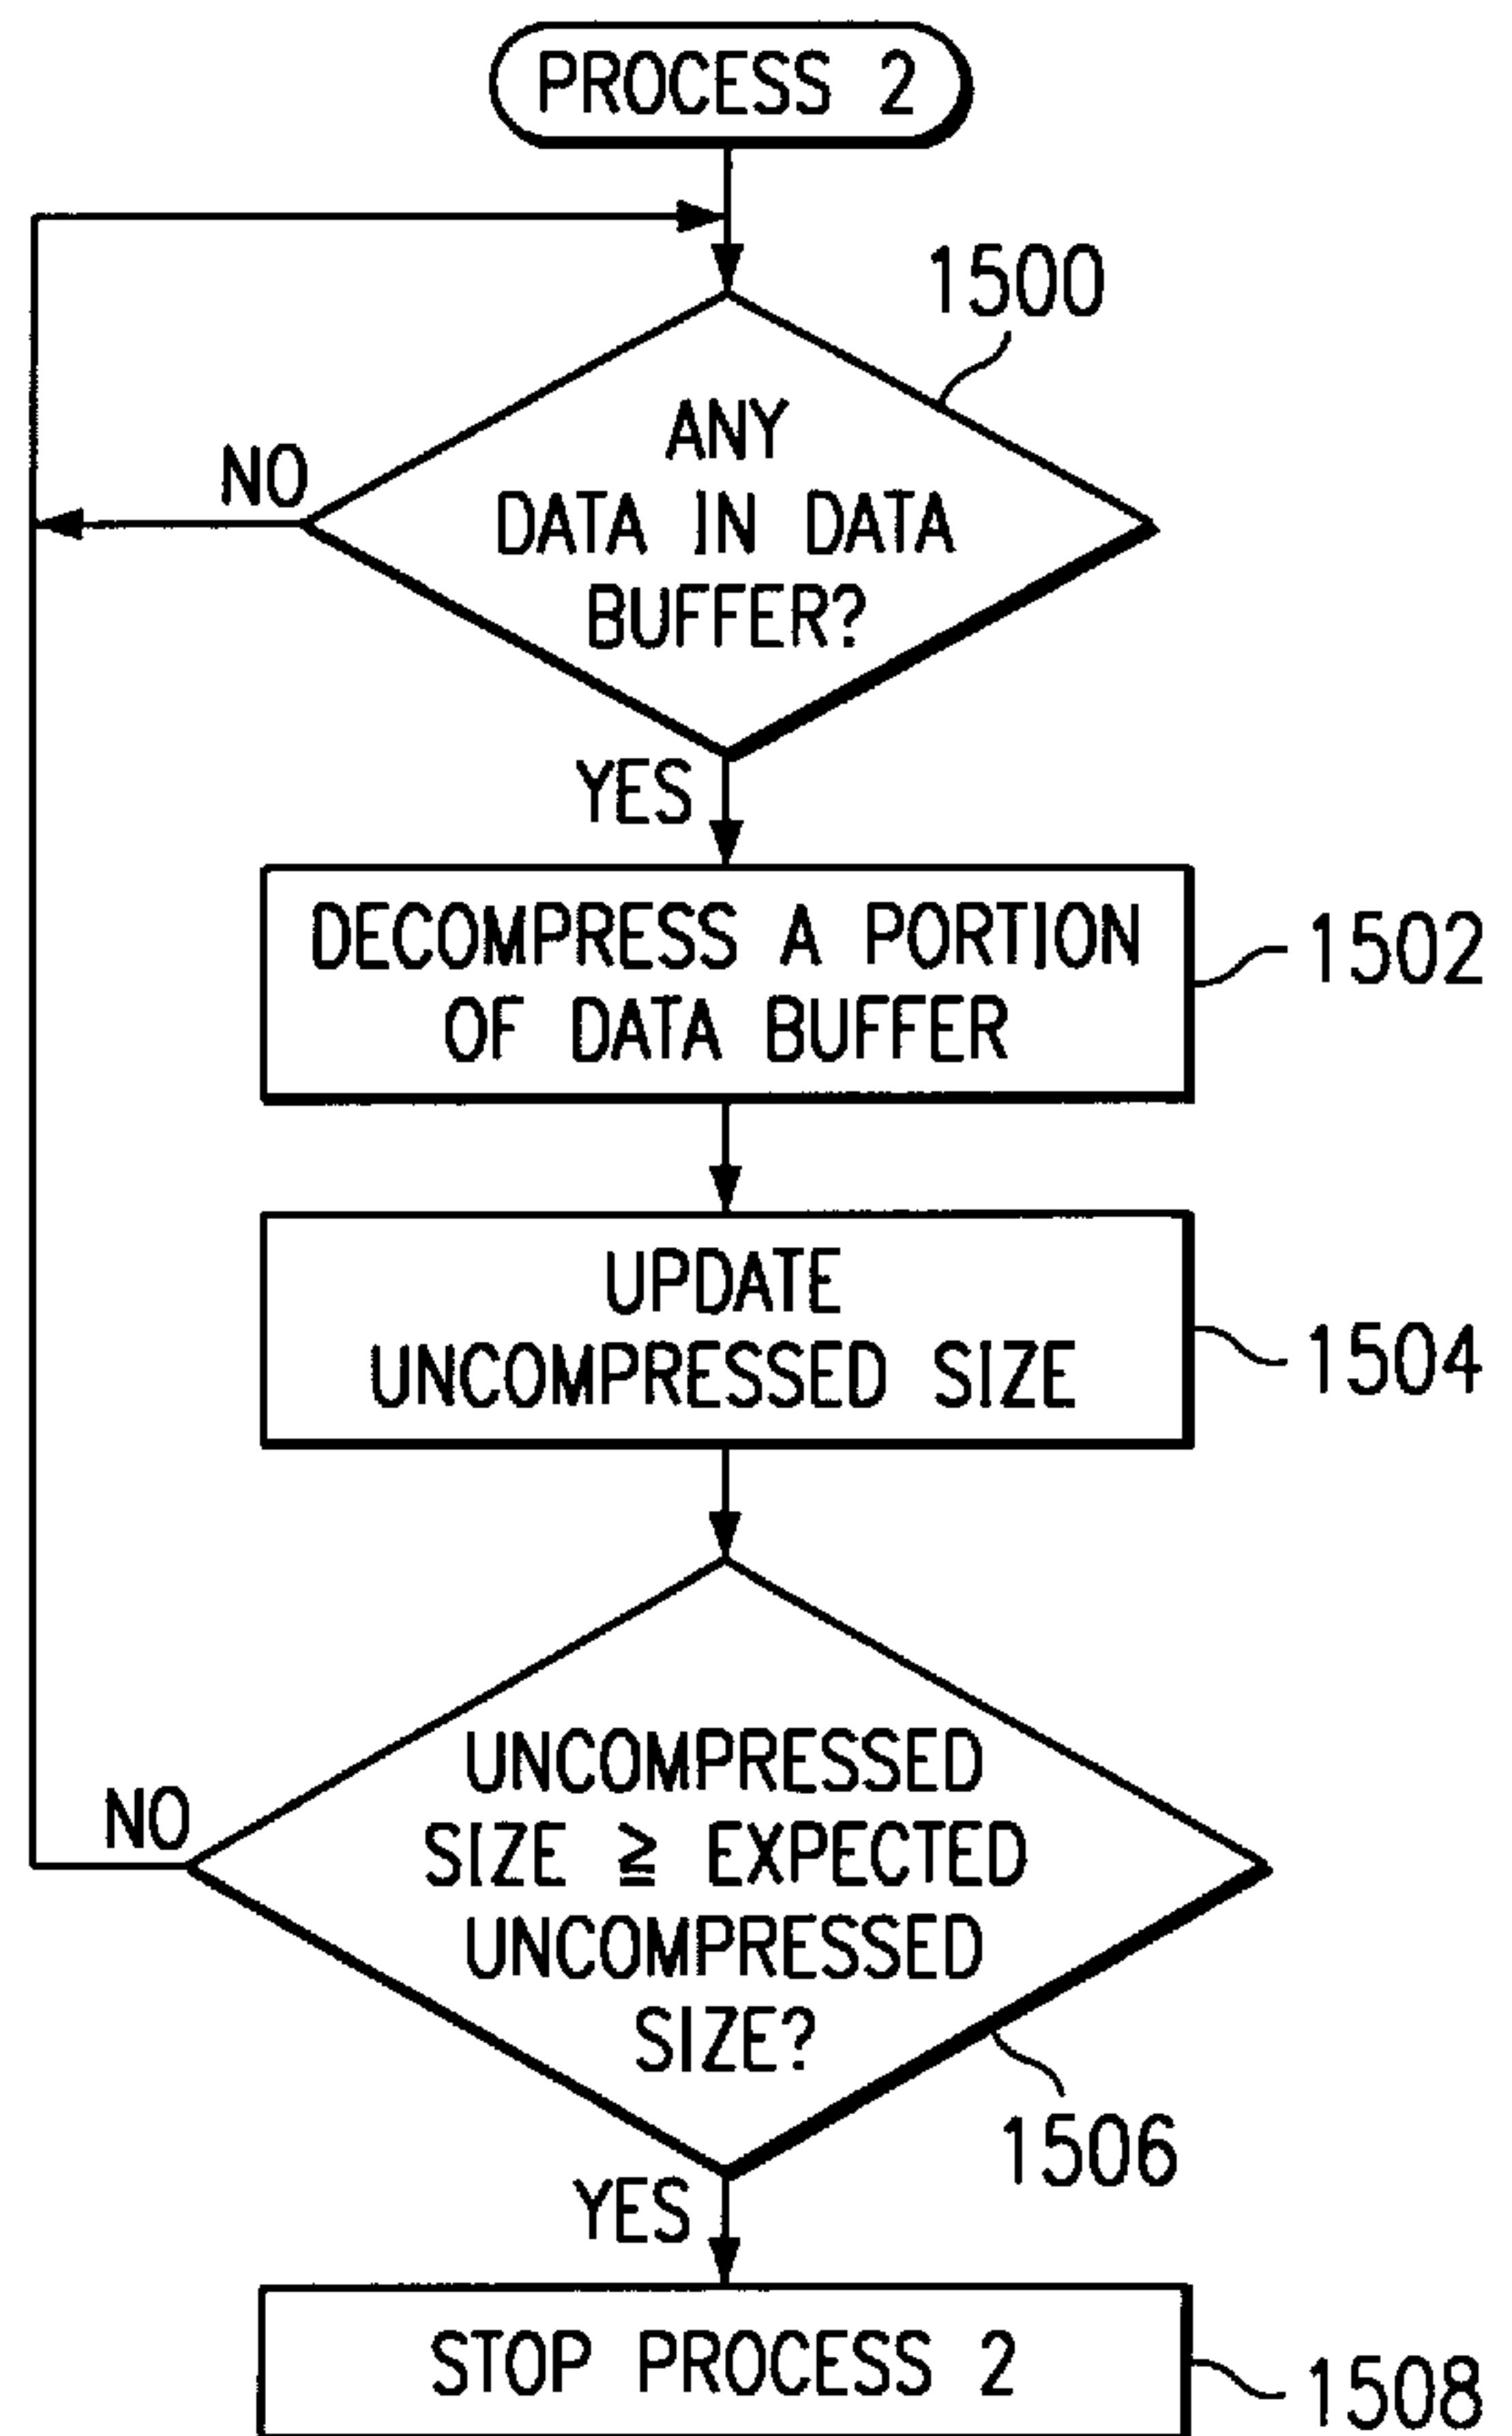 PROCESS 2
1500
ANY
DATA IN DATA
BUFFER?
NO
YES
DECOMPRESS A PORTION
OF DATA BUFFER
1502
UPDATE
UNCOMPRESSED SIZE
1504
UNCOMPRESSED
SIZE ≧ EXPECTED
UNCOMPRESSED
SIZE?
NO
1506
YES
STOP PROCESS 2
1508